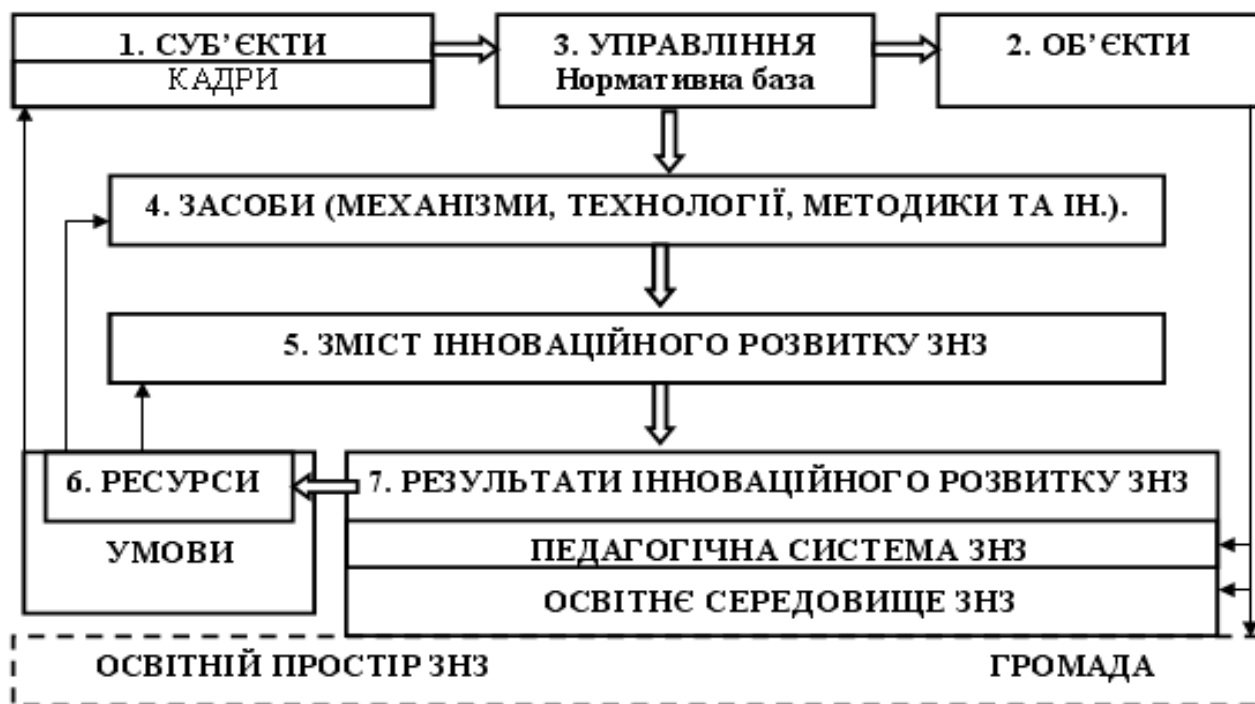 1. СУБ’ЄКТИ
КАДРИ
3. УПРАВЛІННЯ
Нормативна база
2. ОБ’ЄКТИ
4. ЗАСОБИ (МЕХАНІЗМИ, ТЕХНОЛОГІЇ, МЕТОДИКИ ТА ІН.).
5. ЗМІСТ ІННОВАЦІЙНОГО РОЗВИТКУ ЗНЗ
6. РЕСУРСИ
УМОВИ
7. РЕЗУЛЬТАТИ ІННОВАЦІЙНОГО РОЗВИТКУ ЗНЗ
ПЕДАГОГІЧНА СИСТЕМА ЗНЗ
ОСВІТНЄ СЕРЕДОВИЩЕ ЗНЗ
ОСВІТНІЙ ПРОСТІР ЗНЗ
ГРОМАДА